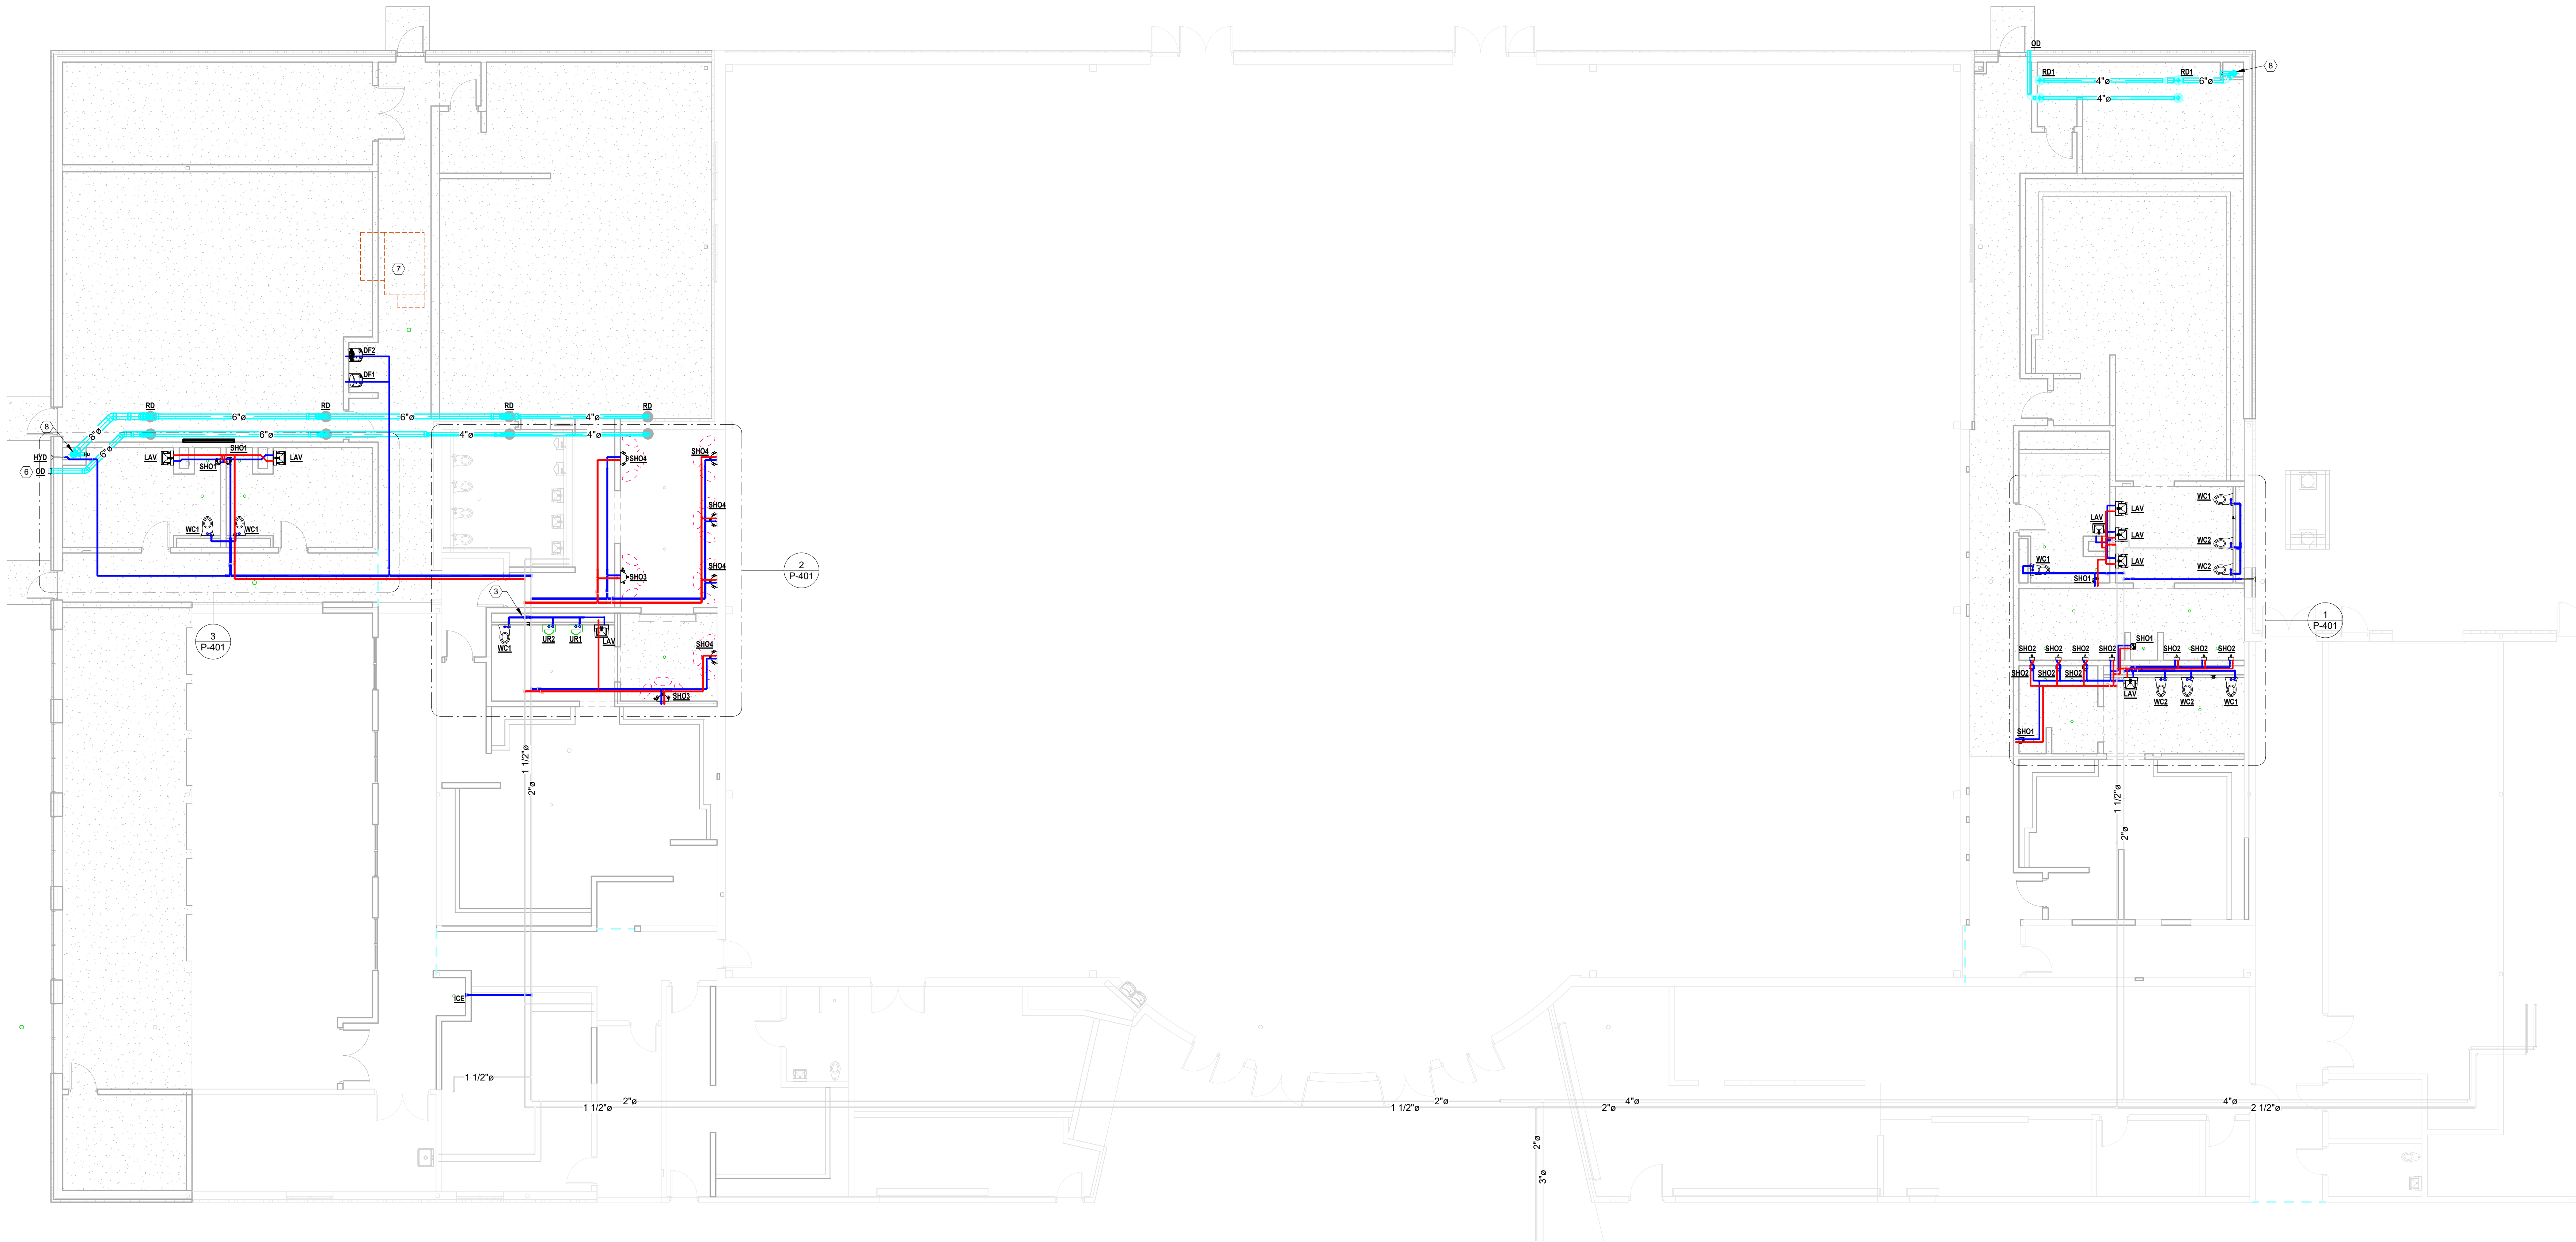 OD
RD1
RD1
8
4"ø
6"ø
4"ø
7
DF2
DF1
RD
RD
RD
RD
6"ø
6"ø
4"ø
8
8"ø
6"ø
6"ø
4"ø
4"ø
HYD
6
OD
LAV
SHO1
SHO1
LAV
WC1
WC1
SHO4
SHO4
SHO4
SHO3
SHO4
2
P-401
3
3
P-401
WC1
UR2
UR1
LAV
SHO4
SHO3
WC1
LAV
LAV
LAV
WC2
LAV
WC1
SHO1
WC2
1
P-401
SHO1
SHO2
SHO2
SHO2
SHO2
SHO2
SHO2
SHO2
SHO2
SHO2
SHO2
SHO2
LAV
WC2
WC2
WC1
SHO1
1 1/2"ø
2"ø
1 1/2"ø
2"ø
ICE
1 1/2"ø
2"ø
1 1/2"ø
2"ø
1 1/2"ø
4"ø
2"ø
4"ø
2 1/2"ø
2"ø
3"ø